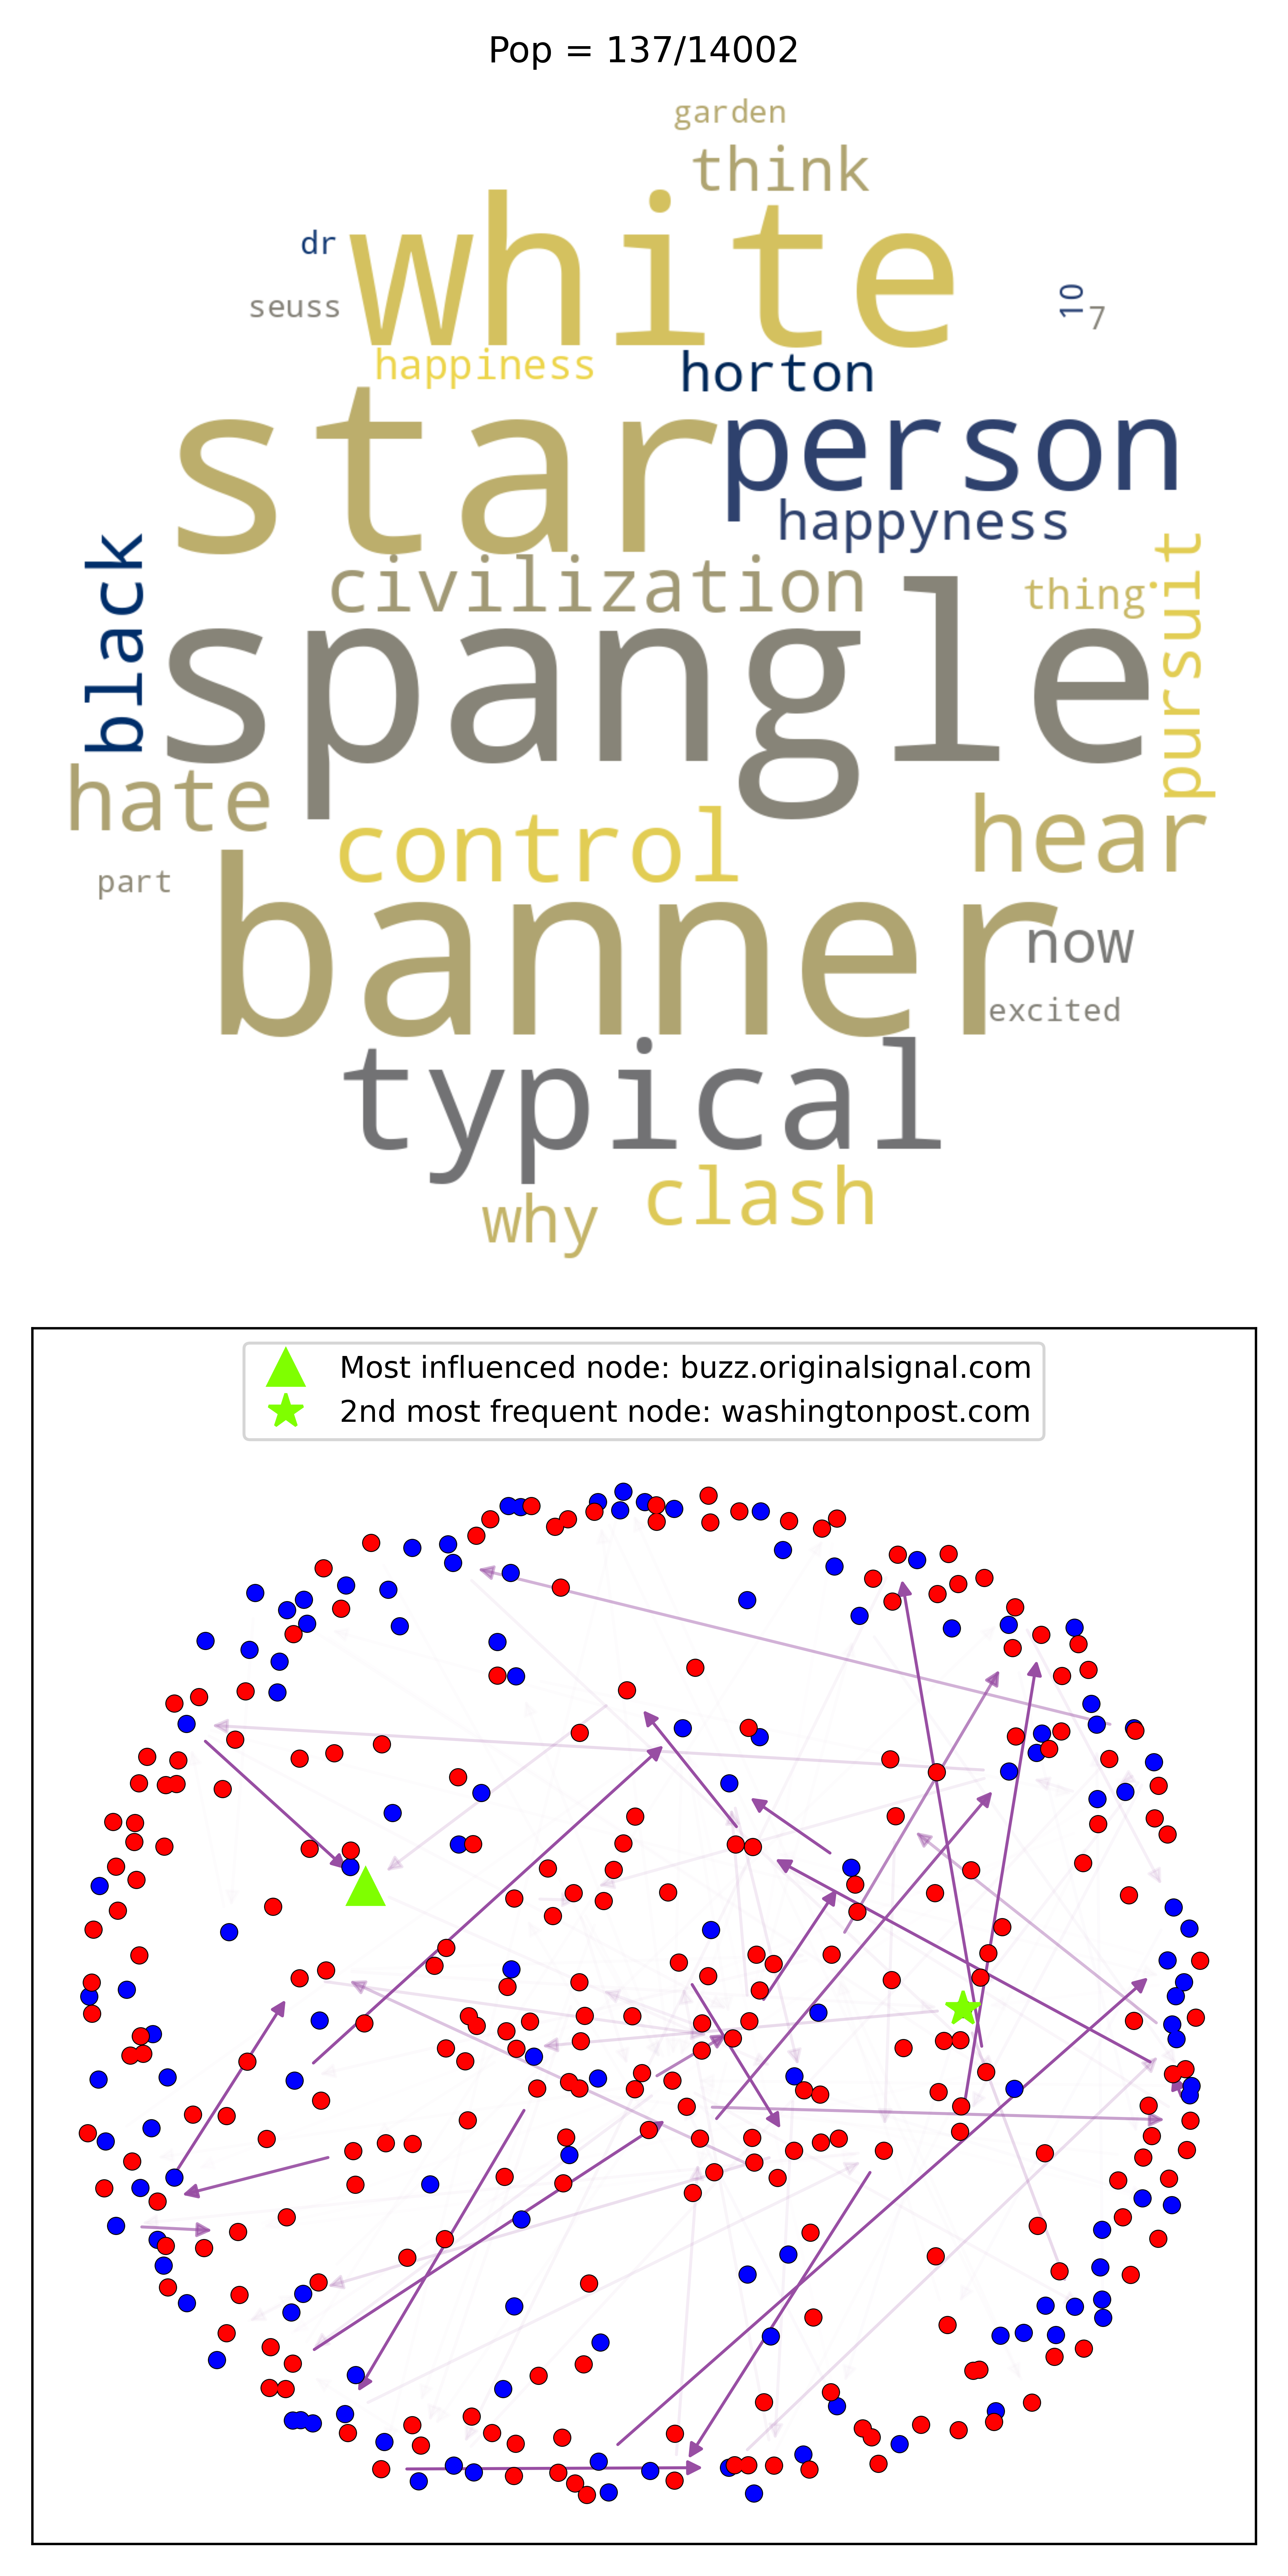 Pop = 137/14002
garden
think
white
dr
seuss
10
7
happiness
horton
star
person
happyness
black
civilization
thing
pursuit
spangle
hate
control
hear
part
banner
now
excited
typical
why
clash
Most influenced node: buzz.originalsignal.com
2nd most frequent node: washingtonpost.com